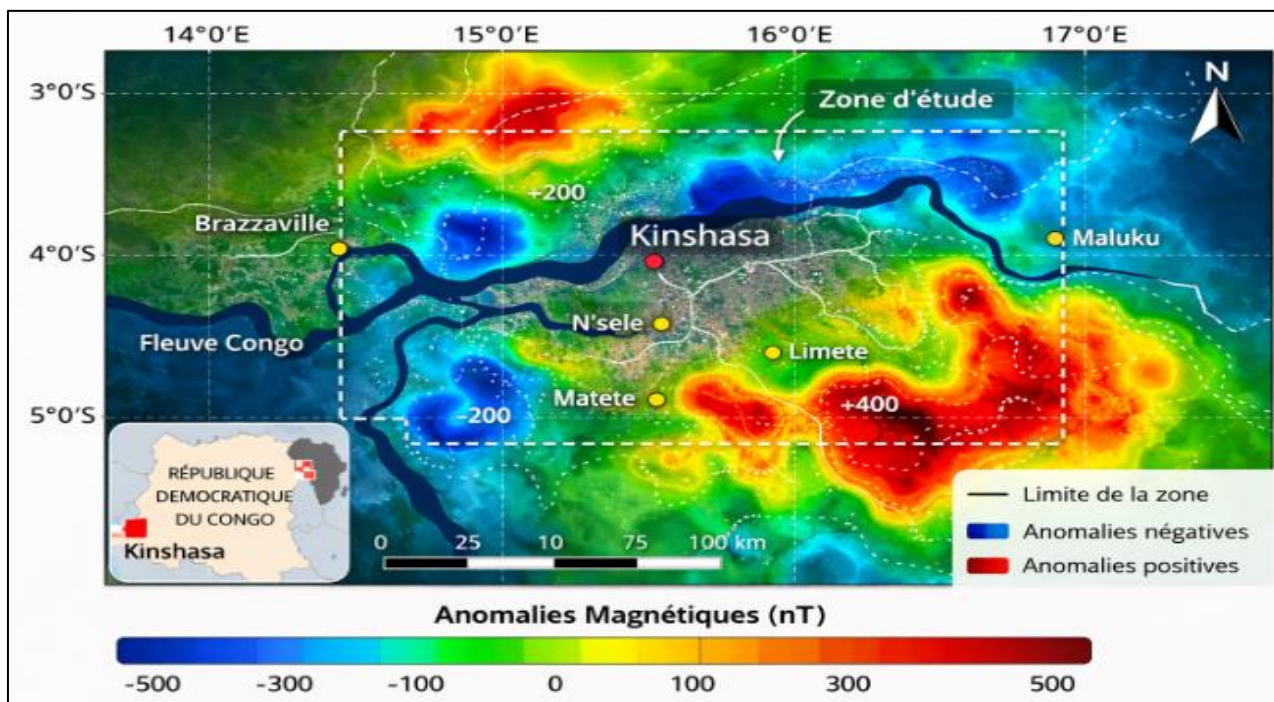 14°0′E 15°0′E 16°0′E 17°0′E
3°0′S
N
Zone d'étude
+200
Brazzaville
Kinshasa
Maluku
4°0′S
N'sele
Fleuve Congo
Limete
Matete
+400
-200
5°0′S
RÉPUBLIQUE
DEMOCRATIQUE
DU CONGO
Kinshasa
Limite de la zone
Anomalies négatives
Anomalies positives
0 25 10 75 100 km
Anomalies Magnétiques (nT)
-500 -300 -100 0 100 300 500